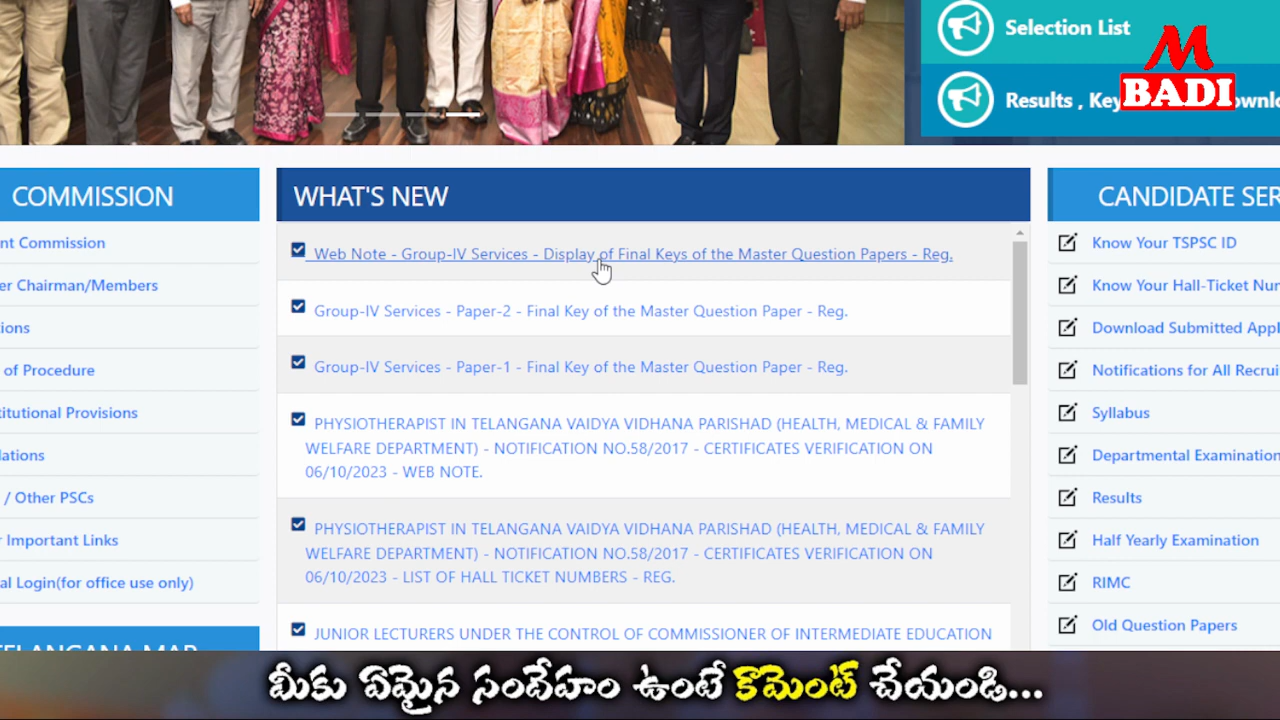 Selection List
Results , Key
M
BADI
COMMISSION
nt Commission
er Chairman/Members
ions
of Procedure
titutional Provisions
lations
/ Other PSCs
r Important Links
al Login(for office use only)
TELANGANA MAP
WHAT'S NEW
Web Note - Group-IV Services - Display of Final Keys of the Master Question Papers - Reg.
Group-IV Services - Paper-2 - Final Key of the Master Question Paper - Reg.
Group-IV Services - Paper-1 - Final Key of the Master Question Paper - Reg.
PHYSIOTHERAPIST IN TELANGANA VAIDYA VIDHANA PARISHAD (HEALTH, MEDICAL & FAMILY
WELFARE DEPARTMENT) - NOTIFICATION NO.58/2017 - CERTIFICATES VERIFICATION ON
06/10/2023 - WEB NOTE.
PHYSIOTHERAPIST IN TELANGANA VAIDYA VIDHANA PARISHAD (HEALTH, MEDICAL & FAMILY
WELFARE DEPARTMENT) - NOTIFICATION NO.58/2017 - CERTIFICATES VERIFICATION ON
06/10/2023 - LIST OF HALL TICKET NUMBERS - REG.
JUNIOR LECTURERS UNDER THE CONTROL OF COMMISSIONER OF INTERMEDIATE EDUCATION
CANDIDATE SER
Know Your TSPSC ID
Know Your Hall-Ticket Nun
Download Submitted Appl
Notifications for All Recrui
Syllabus
Departmental Examination
Results
Half Yearly Examination
RIMC
Old Question Papers
మీకు ఏమైన సందేహం ఉంటే కామెంట్ చేయండి...